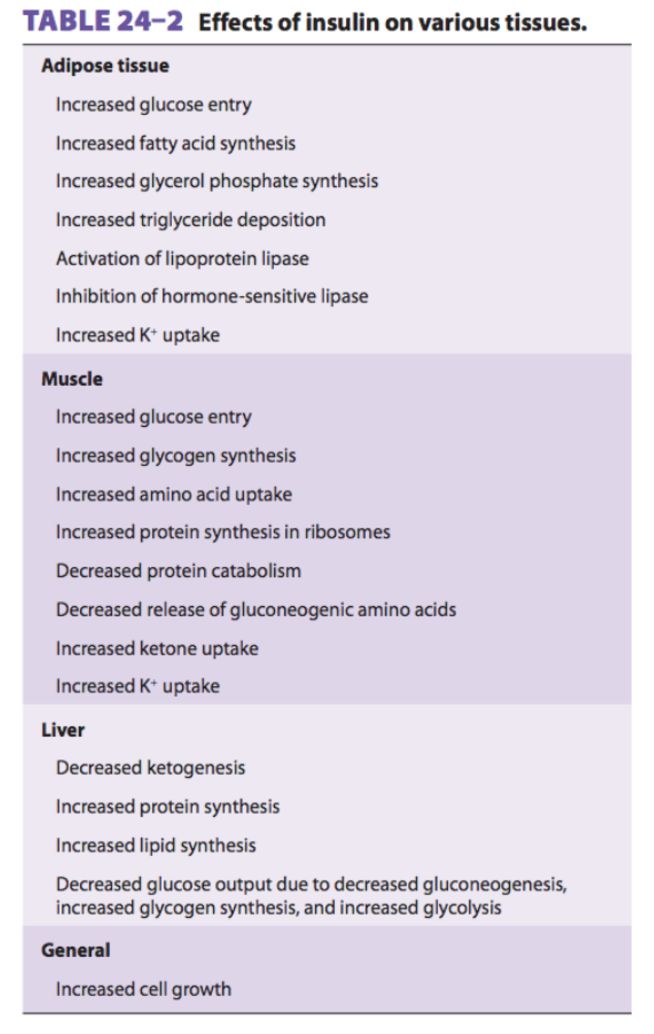 TABLE 24–2 Effects of insulin on various tissues.
Adipose tissue
Increased glucose entry
Increased fatty acid synthesis
Increased glycerol phosphate synthesis
Increased triglyceride deposition
Activation of lipoprotein lipase
Inhibition of hormone-sensitive lipase
Increased K⁺ uptake
Muscle
Increased glucose entry
Increased glycogen synthesis
Increased amino acid uptake
Increased protein synthesis in ribosomes
Decreased protein catabolism
Decreased release of gluconeogenic amino acids
Increased ketone uptake
Increased K⁺ uptake
Liver
Decreased ketogenesis
Increased protein synthesis
Increased lipid synthesis
Decreased glucose output due to decreased gluconeogenesis,
increased glycogen synthesis, and increased glycolysis
General
Increased cell growth